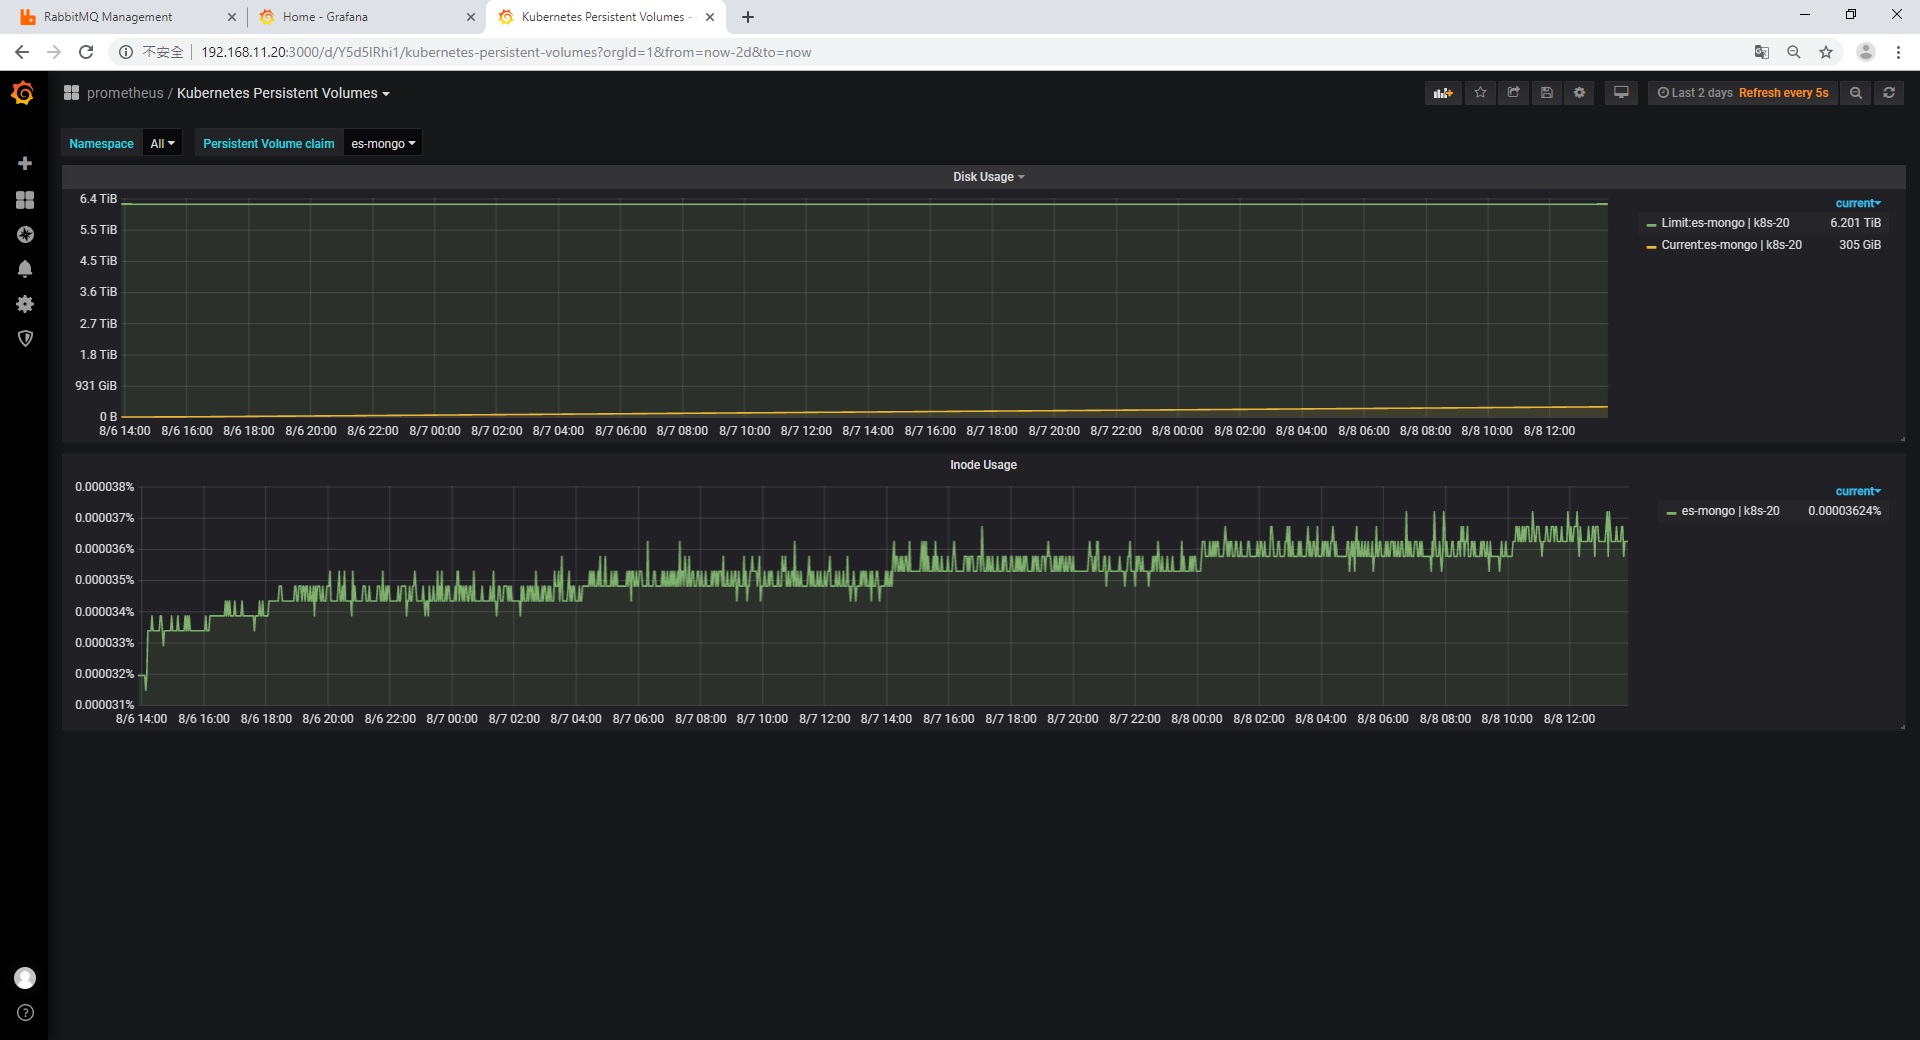 RabbitMQ Management
Home - Grafana
Kubernetes Persistent Volumes -
不安全 192.168.11.20:3000/d/Y5d5lRhi1/kubernetes-persistent-volumes?orgId=1&from=now-2d&to=now
prometheus / Kubernetes Persistent Volumes
Last 2 days Refresh every 5s
Namespace All Persistent Volume claim es-mongo
Disk Usage
6.4 TiB
5.5 TiB
4.5 TiB
3.6 TiB
2.7 TiB
1.8 TiB
931 GiB
0 B
8/6 14:00 8/6 16:00 8/6 18:00 8/6 20:00 8/6 22:00 8/7 00:00 8/7 02:00 8/7 04:00 8/7 06:00 8/7 08:00 8/7 10:00 8/7 12:00 8/7 14:00 8/7 16:00 8/7 18:00 8/7 20:00 8/7 22:00 8/8 00:00 8/8 02:00 8/8 04:00 8/8 06:00 8/8 08:00 8/8 10:00 8/8 12:00
current
Limit:es-mongo | k8s-20 6.201 TiB
Current:es-mongo | k8s-20 305 GiB
Inode Usage
0.000038%
0.000037%
0.000036%
0.000035%
0.000034%
0.000033%
0.000032%
0.000031%
8/6 14:00 8/6 16:00 8/6 18:00 8/6 20:00 8/6 22:00 8/7 00:00 8/7 02:00 8/7 04:00 8/7 06:00 8/7 08:00 8/7 10:00 8/7 12:00 8/7 14:00 8/7 16:00 8/7 18:00 8/7 20:00 8/7 22:00 8/8 00:00 8/8 02:00 8/8 04:00 8/8 06:00 8/8 08:00 8/8 10:00 8/8 12:00
current
es-mongo | k8s-20 0.00003624%